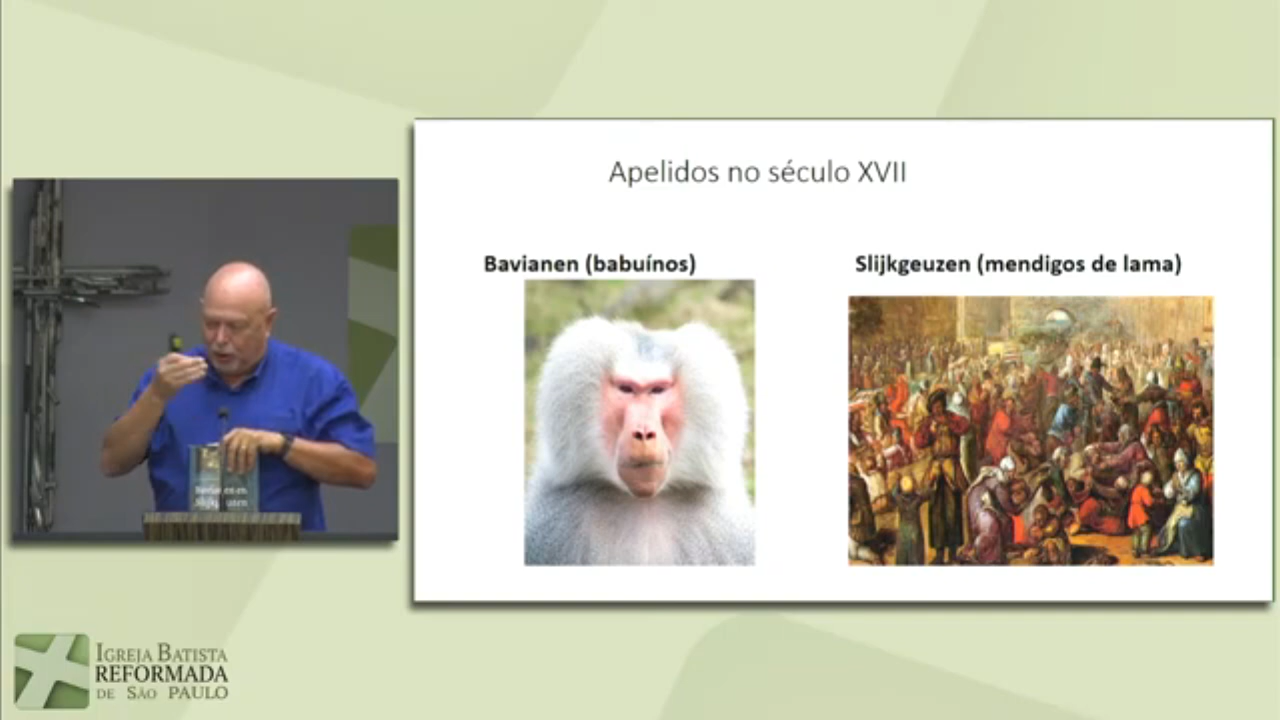 Apelidos no século XVII
Bavianen (babuínos)
Slijkgeuzen (mendigos de lama)
IGREJA BATISTA
REFORMADA
DE SÃO PAULO